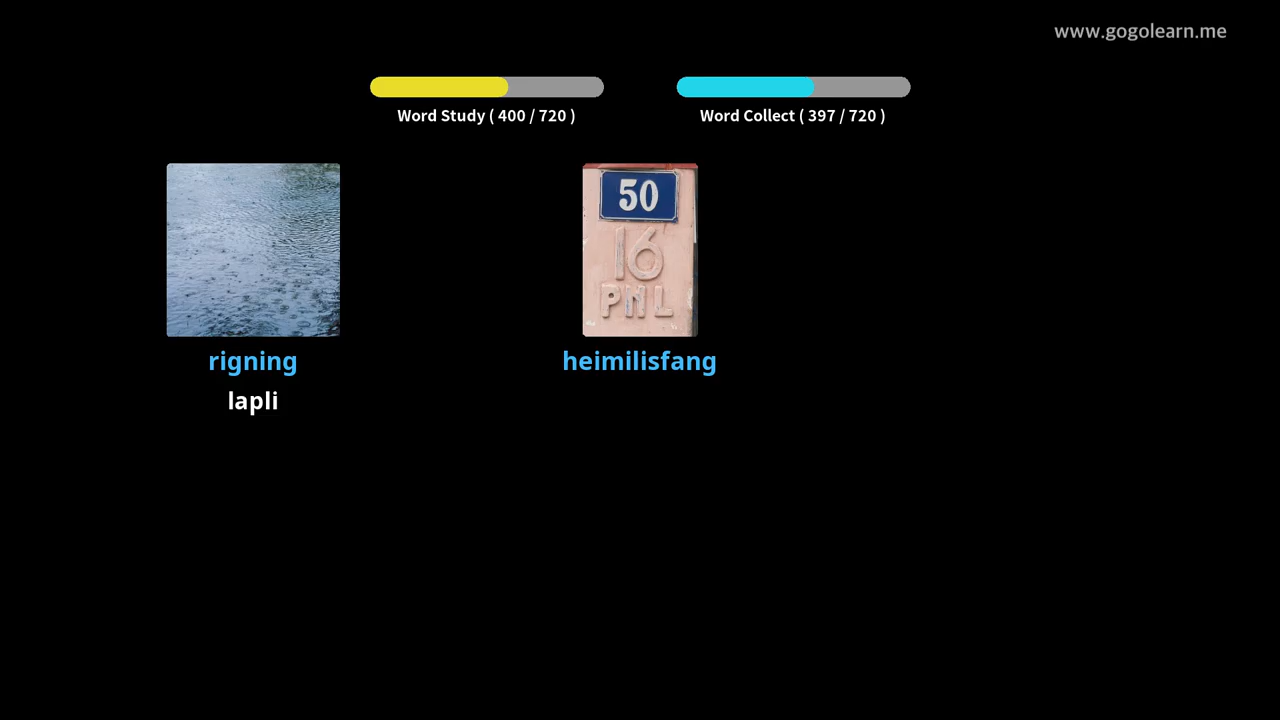 www.gogolearn.me
Word Study ( 400 / 720 )
Word Collect ( 397 / 720 )
50
16
PNL
rigning
heimilisfang
lapli